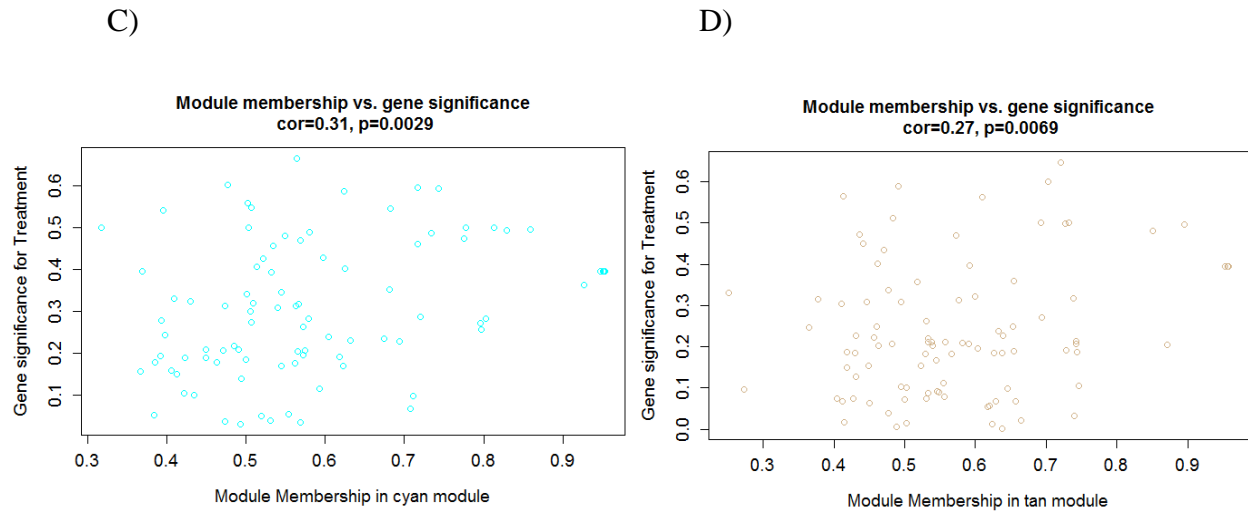 C)
Module membership vs. gene significance
cor=0.31, p=0.0029
Gene significance for Treatment
0.6
0.5
0.4
0.3
0.2
0.1
0.3 0.4 0.5 0.6 0.7 0.8 0.9
Module Membership in cyan module
D)
Module membership vs. gene significance
cor=0.27, p=0.0069
Gene significance for Treatment
0.6
0.5
0.4
0.3
0.2
0.1
0.0
0.3 0.4 0.5 0.6 0.7 0.8 0.9
Module Membership in tan module